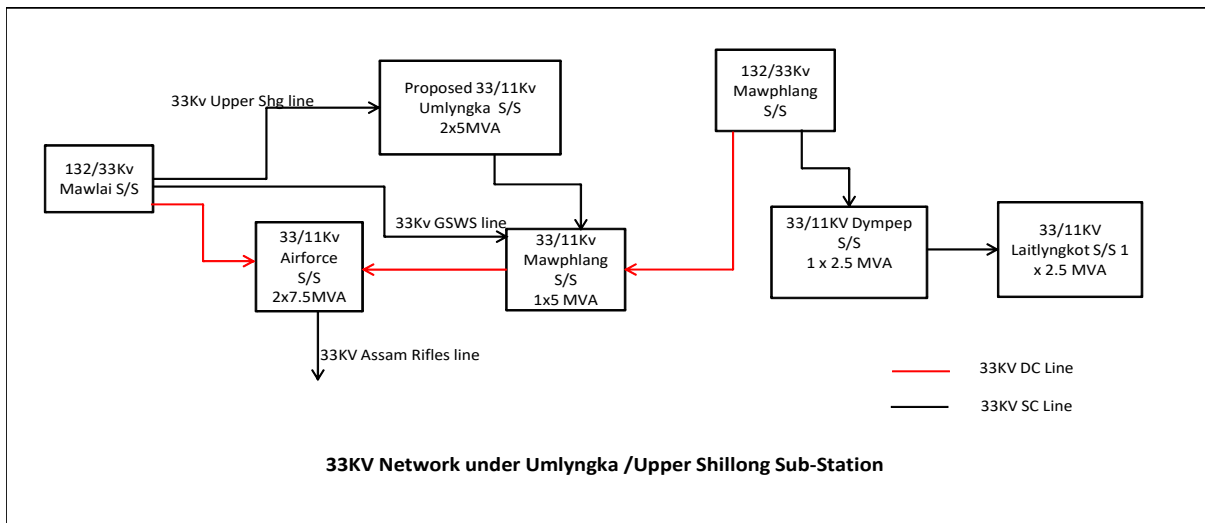 33Kv Upper Shg line
Proposed 33/11Kv
Umlyngka S/S
2x5MVA
132/33Kv
Mawphlang
S/S
132/33Kv
Mawlai S/S
33Kv GSWS line
33/11Kv
Airforce
S/S
2x7.5MVA
33/11Kv
Mawphlang
S/S
1x5 MVA
33/11KV Dympep
S/S
1 x 2.5 MVA
33/11KV
Laitlyngkot S/S 1
x 2.5 MVA
33KV Assam Rifles line
33KV DC Line
33KV SC Line
33KV Network under Umlyngka /Upper Shillong Sub-Station